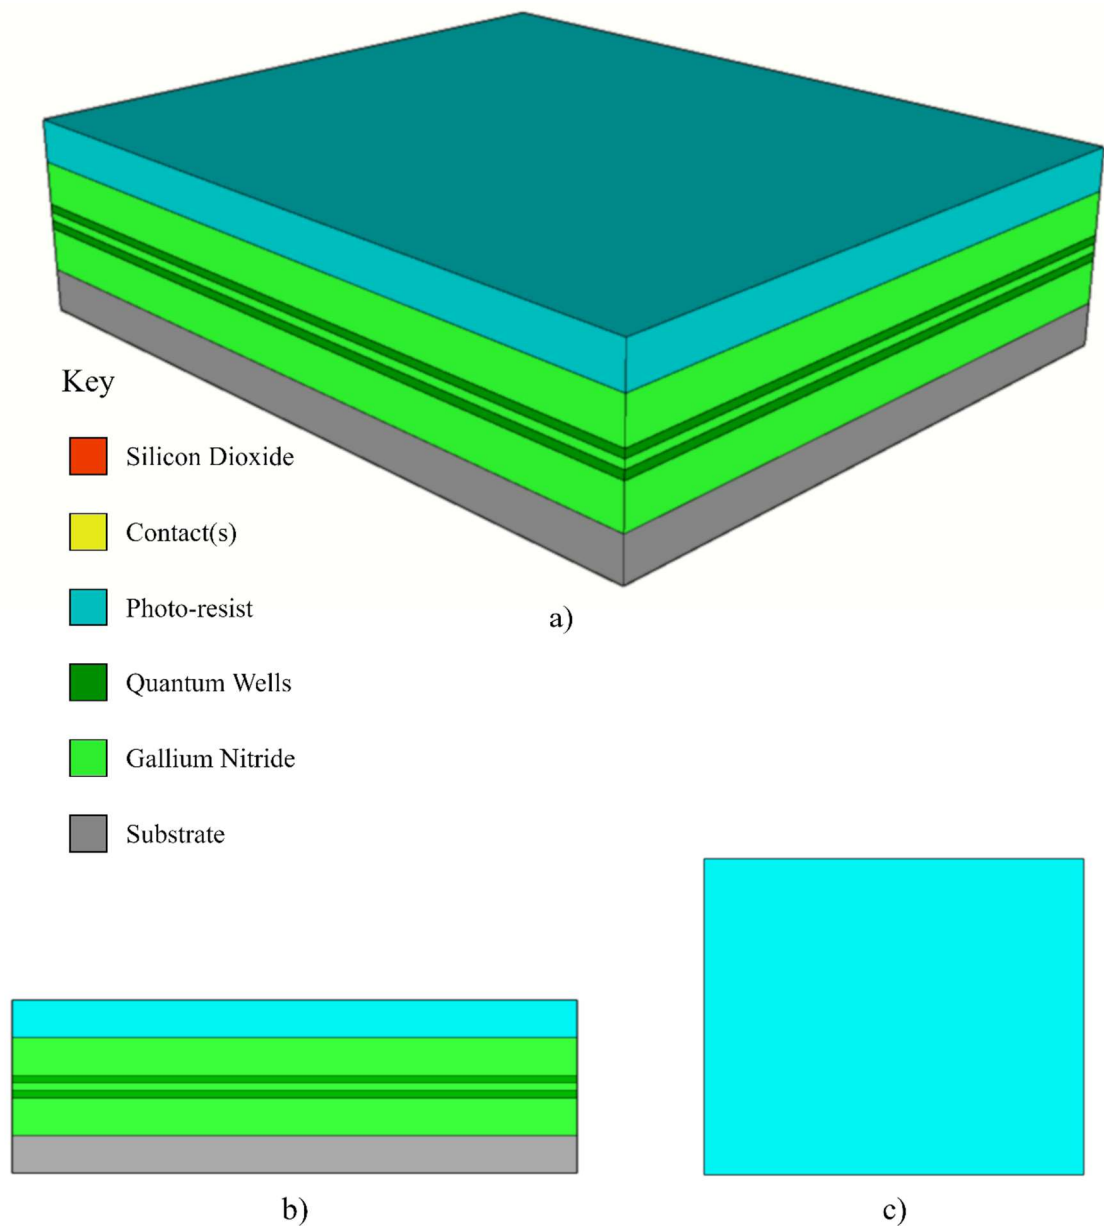 Key
Silicon Dioxide
Contact(s)
Photo-resist
Quantum Wells
Gallium Nitride
Substrate
a)
b)
c)